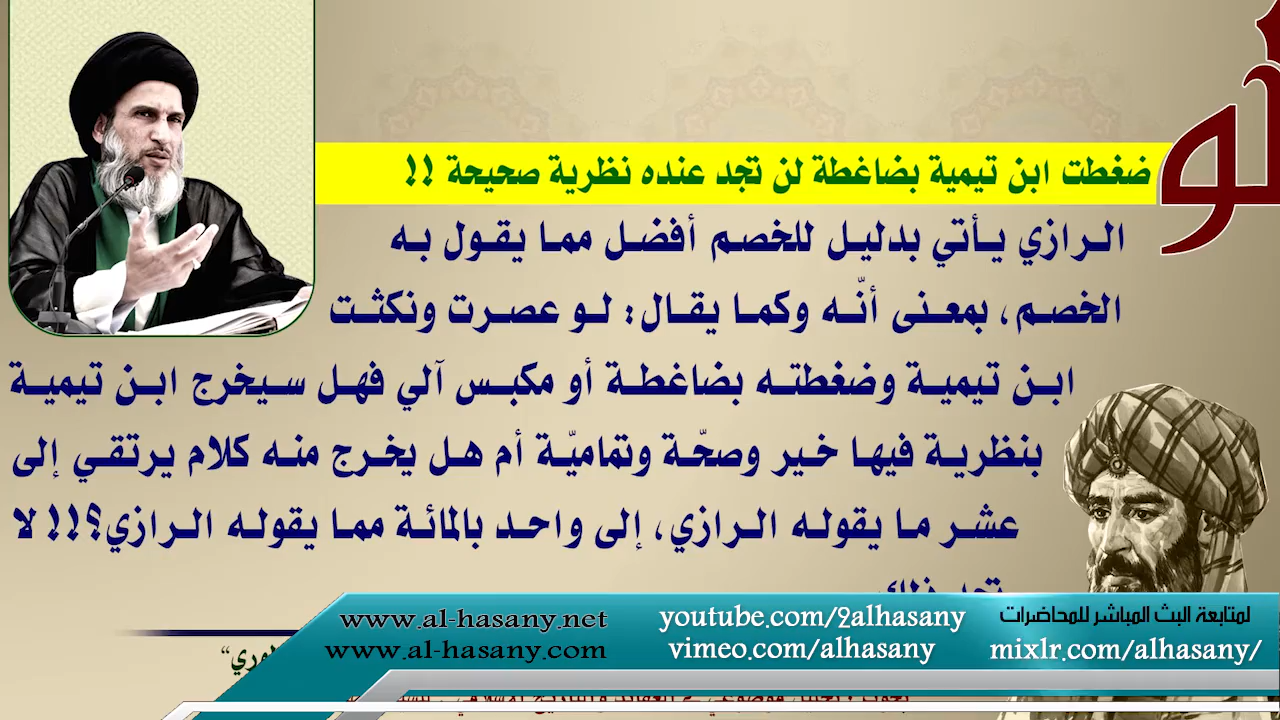 ضغطت ابن تيمية بضاغطة لن تجد عنده نظرية صحيحة !!
الرازي يأتي بدليل للخصم أفضل مما يقول به
الخصم، بمعنى أنّه وكما يقال: لو عصرت ونكثت
ابن تيمية وضغطته بضاغطة أو مكبس آلي فهل سيخرج ابن تيمية
بنظرية فيها خير وصحّة وتماميّة أم هل يخرج منه كلام يرتقي إلى
عشر ما يقوله الرازي، إلى واحد بالمائة مما يقوله الرازي؟!! لا
لمتابعة البث المباشر للمحاضرات
youtube.com/2alhasany
www.al-hasany.net
mixlr.com/alhasany/
vimeo.com/alhasany
www.al-hasany.com